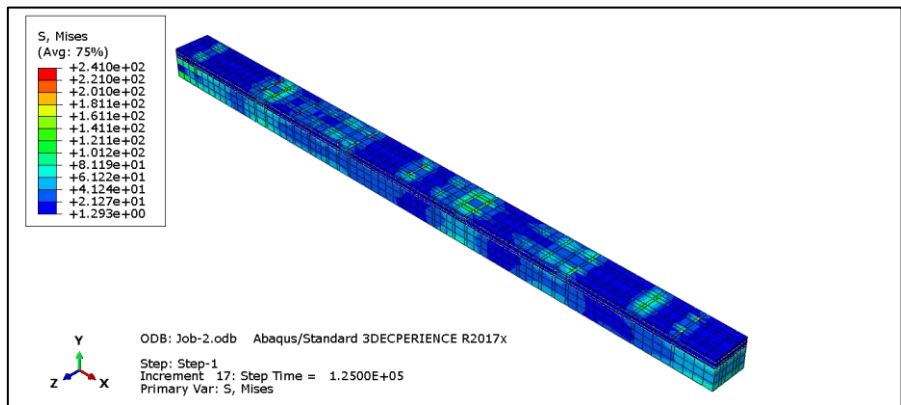 S, Mises
(Avg: 75%)
+2.410e+02
+2.210e+02
+2.010e+02
+1.811e+02
+1.611e+02
+1.411e+02
+1.211e+02
+1.012e+02
+8.119e+01
+6.122e+01
+4.124e+01
+2.127e+01
+1.293e+00
ODB: Job-2.odb Abaqus/Standard 3DECPERIENCE R2017x
Step: Step-1
Increment 17: Step Time = 1.2500E+05
Primary Var: S, Mises
Y
Z X